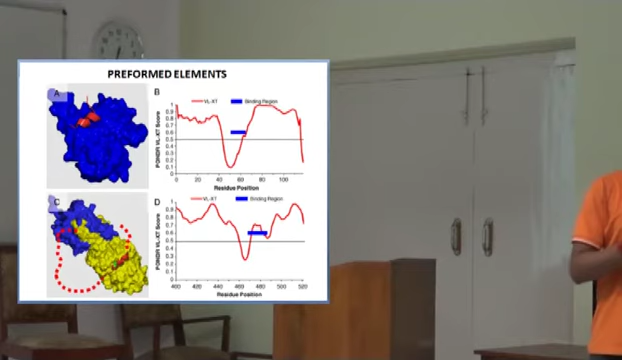 PREFORMED ELEMENTS
A
B
VL-XT Binding Region
PONDR VL-XT Score
1
0.9
0.8
0.7
0.6
0.5
0.4
0.3
0.2
0.1
0
0 20 40 60 80 100
Residue Position
C
D
VL-XT Binding Region
PONDR VL-XT Score
1
0.9
0.8
0.7
0.6
0.5
0.4
0.3
0.2
0.1
0
400 420 440 460 480 500 520
Residue Position